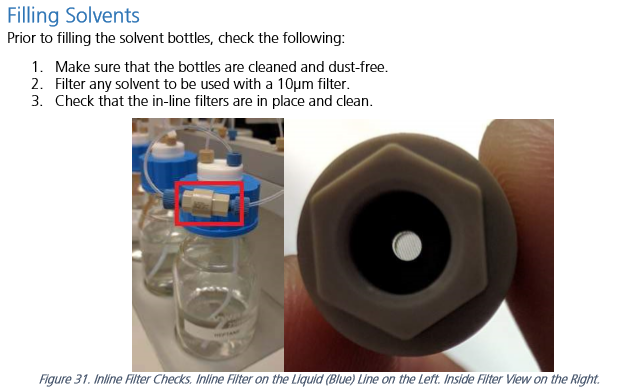 Filling Solvents
Prior to filling the solvent bottles, check the following:
1. Make sure that the bottles are cleaned and dust-free.
2. Filter any solvent to be used with a 10µm filter.
3. Check that the in-line filters are in place and clean.
Figure 31. Inline Filter Checks. Inline Filter on the Liquid (Blue) Line on the Left. Inside Filter View on the Right.